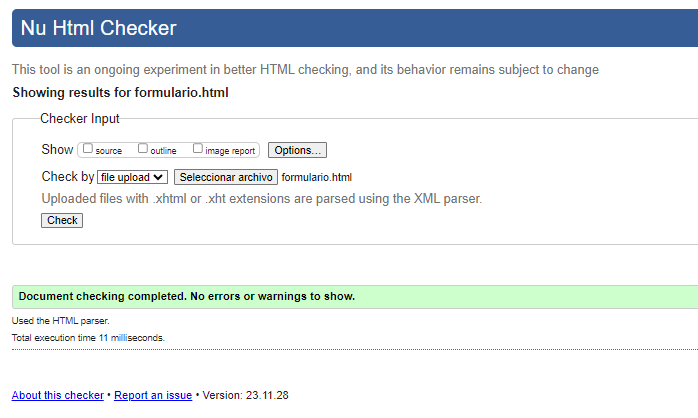 Nu Html Checker
This tool is an ongoing experiment in better HTML checking, and its behavior remains subject to change
Showing results for formulario.html
Checker Input
Show source outline image report Options...
Check by file upload Seleccionar archivo formulario.html
Uploaded files with .xhtml or .xht extensions are parsed using the XML parser.
Check
Document checking completed. No errors or warnings to show.
Used the HTML parser.
Total execution time 11 milliseconds.
About this checker • Report an issue • Version: 23.11.28